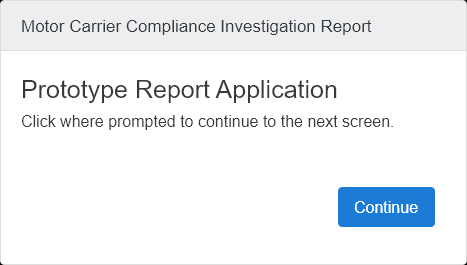 Motor Carrier Compliance Investigation Report
Prototype Report Application
Click where prompted to continue to the next screen.
Continue